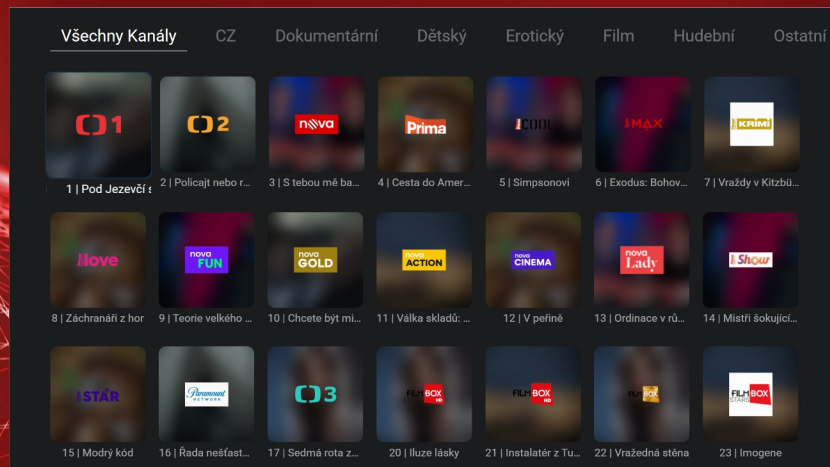 Všechny Kanály CZ Dokumentární Dětský Erotický Film Hudební Ostatní
1 2 nova Prima COOL MAX KRIMI
1 | Pod Jezevčí s 2 | Policajt nebo r... 3 | S tebou mě ba... 4 | Cesta do Amer... 5 | Simpsonovi 6 | Exodus: Bohov... 7 | Vraždy v Kitzbü...
love nova FUN nova GOLD nova ACTION nova CINEMA nova Lady Show
8 | Záchranáři z hor 9 | Teorie velkého ... 10 | Chcete být mi... 11 | Válka skladů: ... 12 | V peřině 13 | Ordinace v rů... 14 | Mistři šokující...
STAR Paramount NETWORK 3 FILM BOX HD FILM BOX HD FILM BOX FILM BOX STARS
15 | Modrý kód 16 | Řada nešťast... 17 | Sedmá rota z... 20 | Iluze lásky 21 | Instalatér z Tu... 22 | Vražedná stěna 23 | Imogene